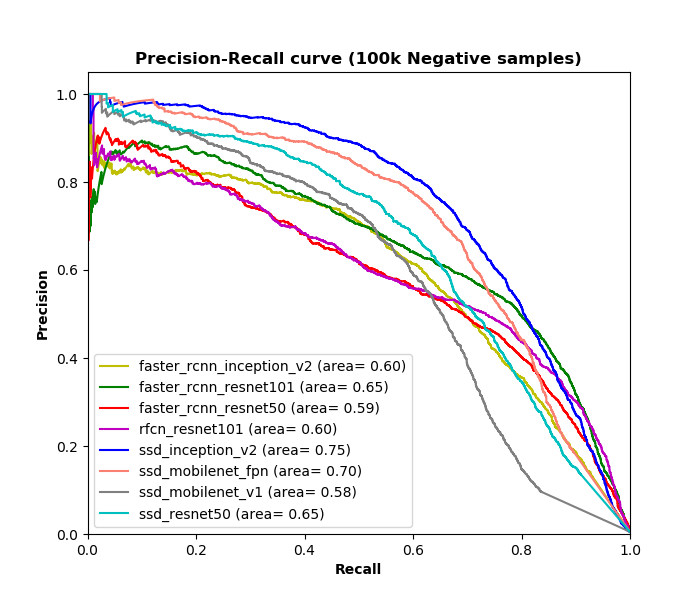 Precision-Recall curve (100k Negative samples)
Precision
1.0
0.8
0.6
0.4
0.2
0.0
faster_rcnn_inception_v2 (area= 0.60)
faster_rcnn_resnet101 (area= 0.65)
faster_rcnn_resnet50 (area= 0.59)
rfcn_resnet101 (area= 0.60)
ssd_inception_v2 (area= 0.75)
ssd_mobilenet_fpn (area= 0.70)
ssd_mobilenet_v1 (area= 0.58)
ssd_resnet50 (area= 0.65)
0.0 0.2 0.4 0.6 0.8 1.0
Recall